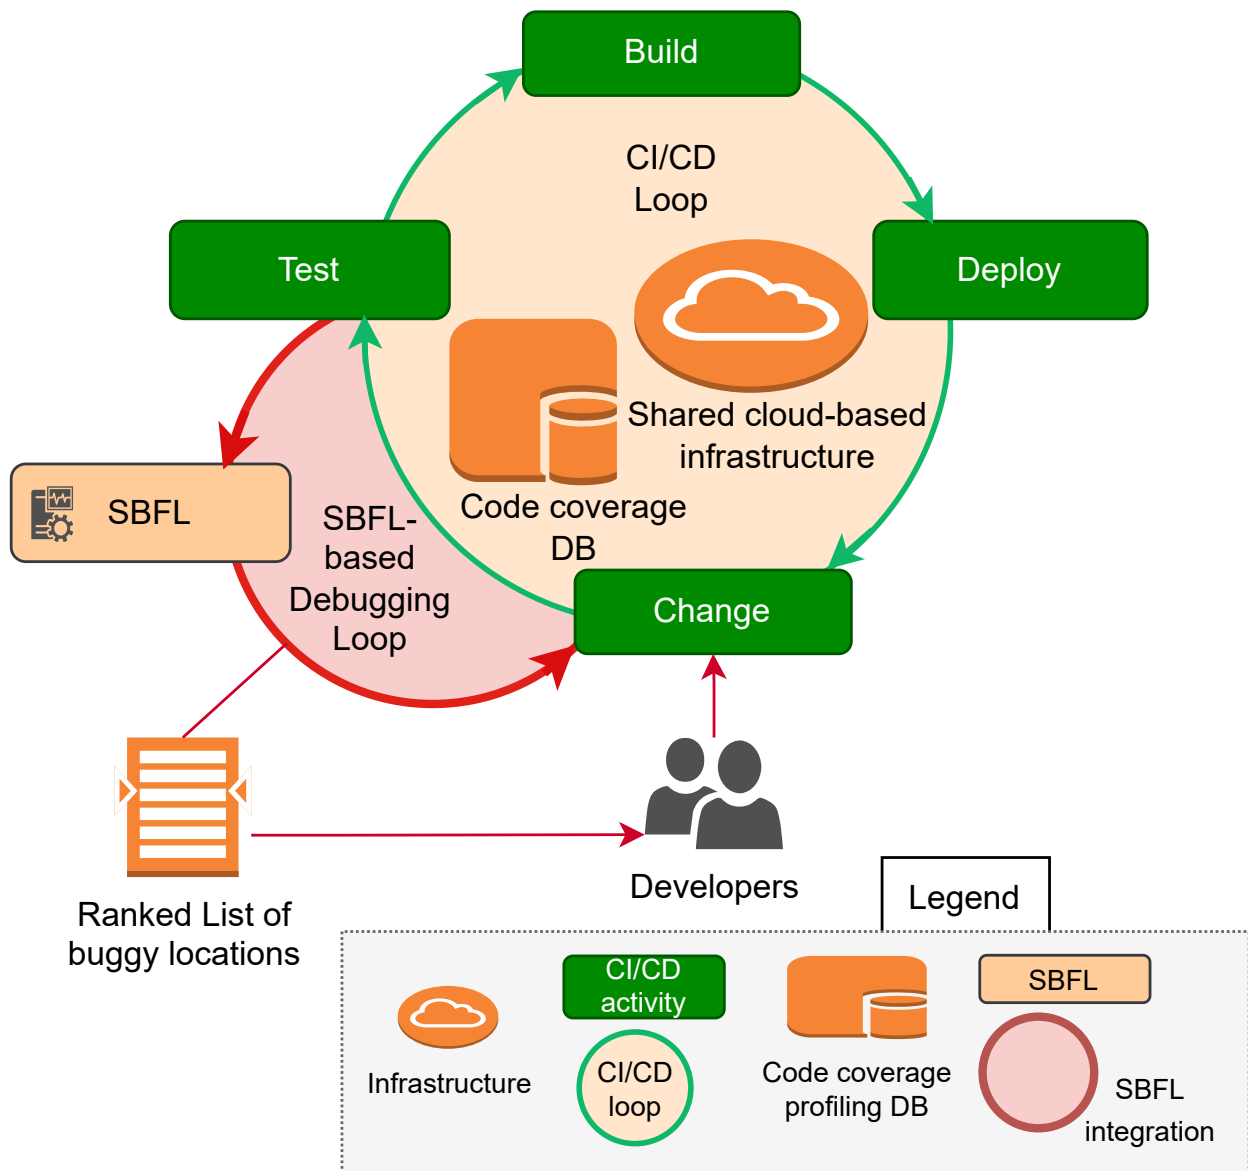 Build
CI/CD
Loop
Test
Deploy
Shared cloud-based
infrastructure
Code coverage
DB
SBFL
SBFL-
based
Debugging
Loop
Change
Developers
Ranked List of
buggy locations
Legend
CI/CD
activity
SBFL
Infrastructure
CI/CD
loop
Code coverage
profiling DB
SBFL
integration